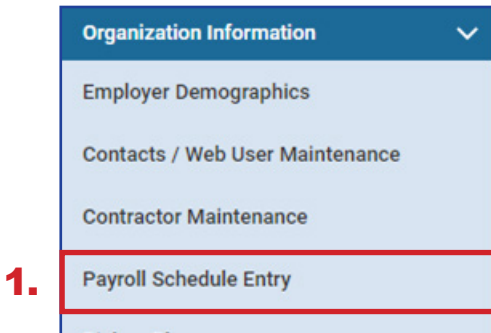 Organization Information
Employer Demographics
Contacts / Web User Maintenance
Contractor Maintenance
1. Payroll Schedule Entry